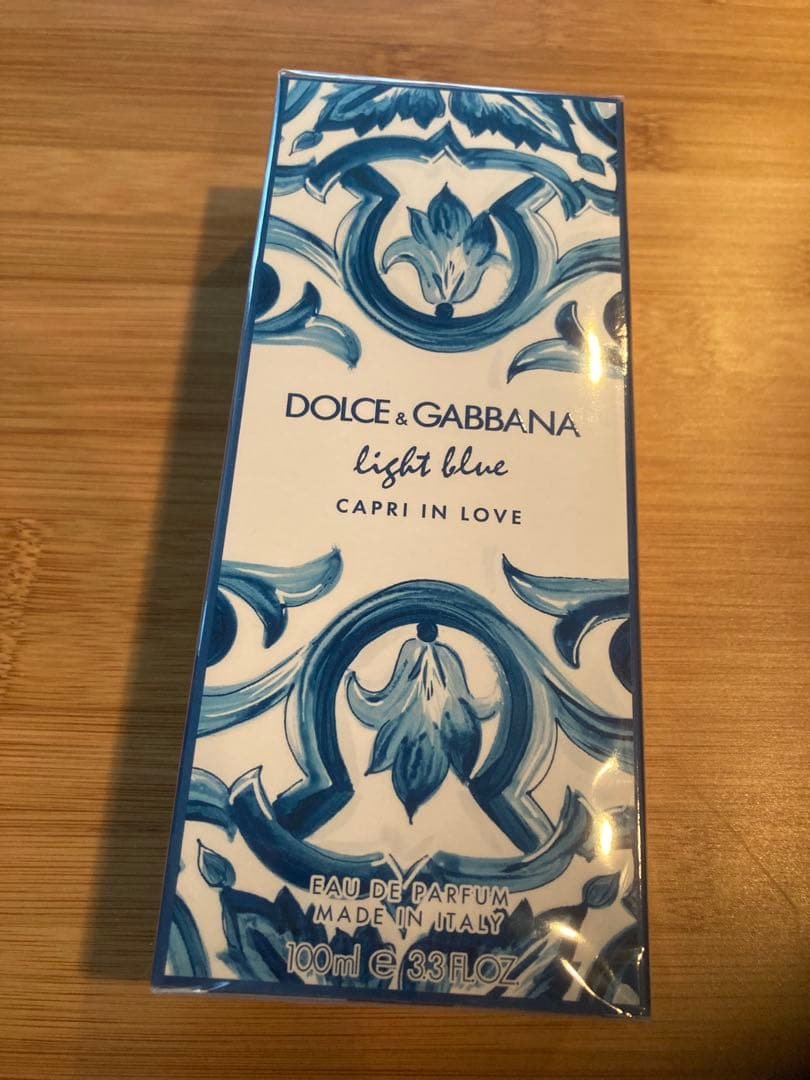 DOLCE & GABBANA
light blue
CAPRI IN LOVE
EAU DE PARFUM
MADE IN ITALY
100ml ℮ 3.3 FL.OZ.